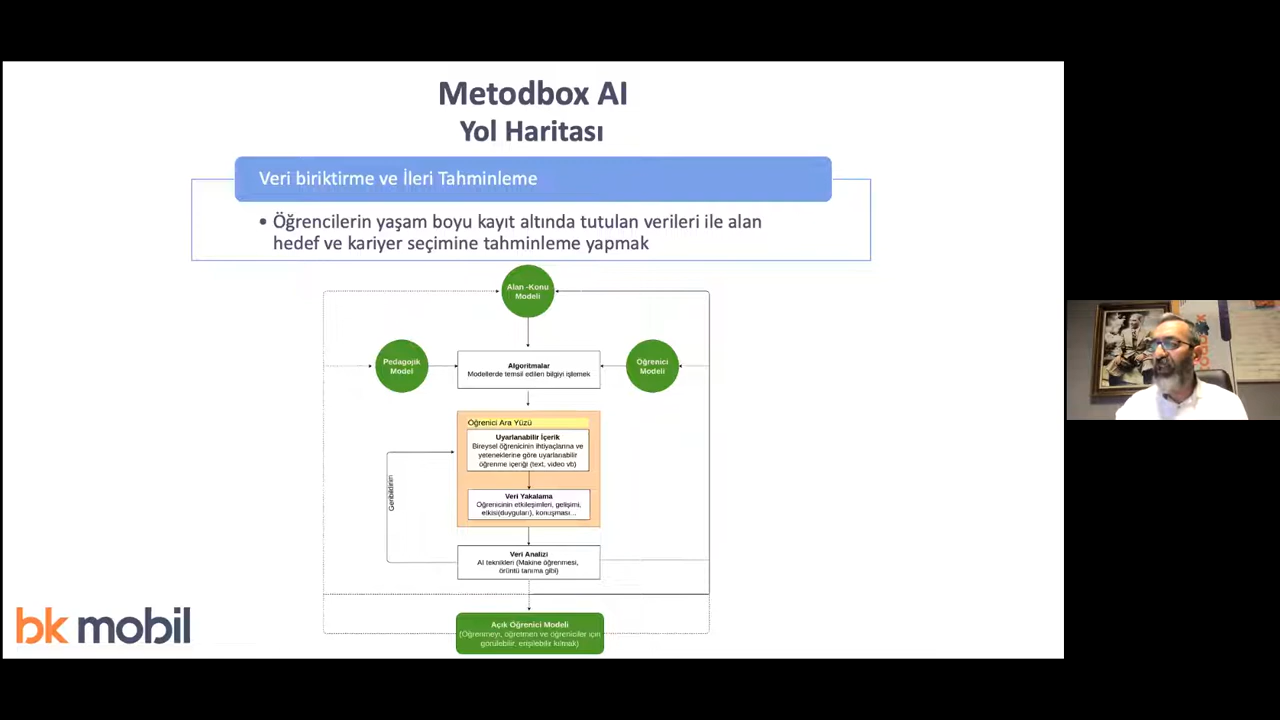 Metodbox AI
Yol Haritası
Veri biriktirme ve İleri Tahminleme
• Öğrencilerin yaşam boyu kayıt altında tutulan verileri ile alan
hedef ve kariyer seçimine tahminleme yapmak
Alan -Konu
Modeli
Pedagojik
Model
Algoritmalar
Modellerde temsil edilen bilgiyi işlemek
Öğrenici
Modeli
Öğrenici Ara Yüzü
Uyarlanabilir İçerik
Bireysel öğrenicinin ihtiyaçlarına ve
yeteneklerine göre uyarlanabilir
öğrenme içeriği (text, video vb)
Geribildirim
Veri Yakalama
Öğrenicinin etkileşimleri, gelişimi,
etkisi(duyguları), konuşması...
Veri Analizi
AI teknikleri (Makine öğrenmesi,
örüntü tanıma gibi)
Açık Öğrenici Modeli
(Öğrenmeyi, öğretmen ve öğreniciler için
görülebilir, erişilebilir kılmak)
bk mobil